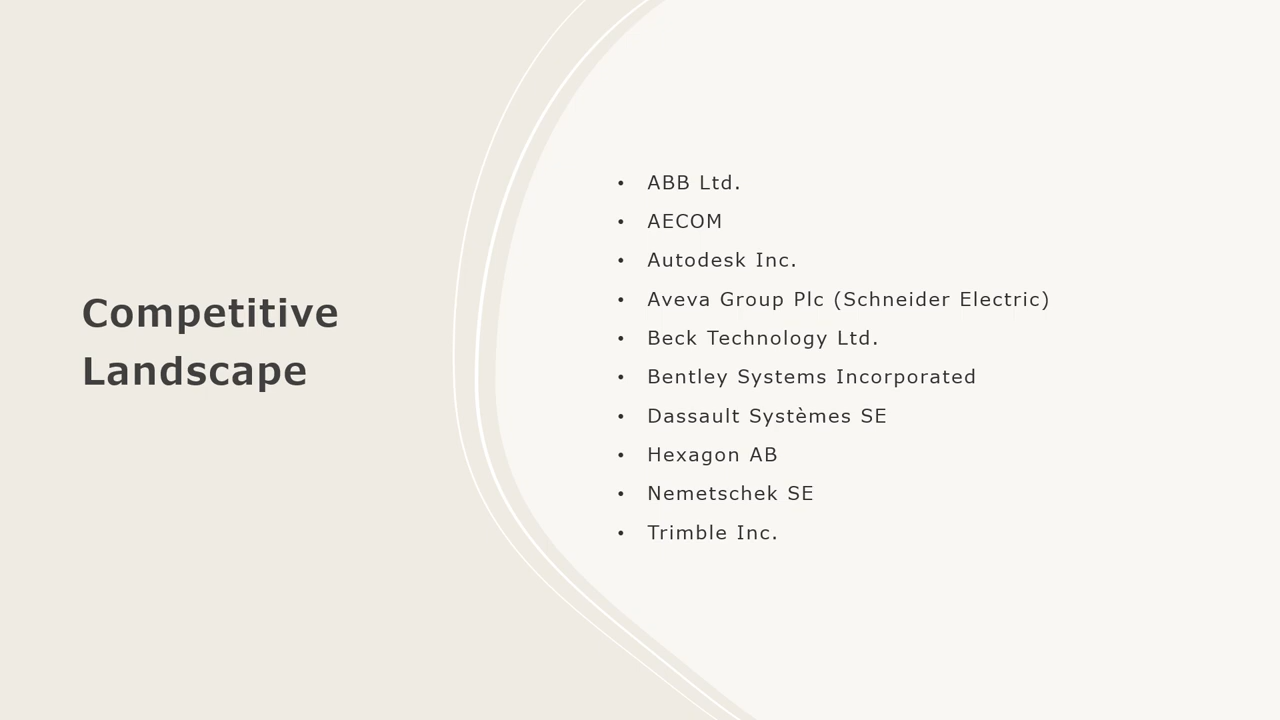 Competitive
Landscape
• ABB Ltd.
• AECOM
• Autodesk Inc.
• Aveva Group Plc (Schneider Electric)
• Beck Technology Ltd.
• Bentley Systems Incorporated
• Dassault Systèmes SE
• Hexagon AB
• Nemetschek SE
• Trimble Inc.